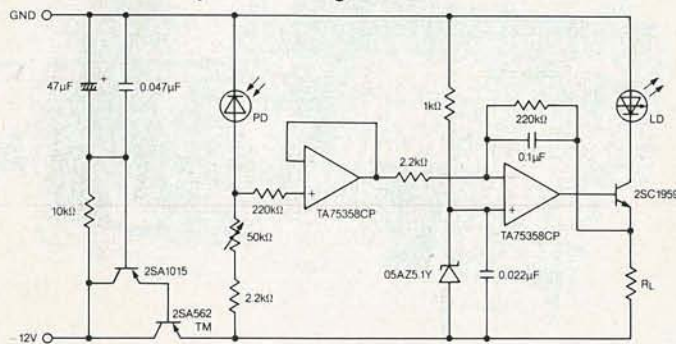 GND
47μF
+
0.047μF
PD
1kΩ
220kΩ
0.1μF
LD
2.2kΩ
+
220kΩ
TA75358CP
+
TA75358CP
2SC1959
10kΩ
50kΩ
2SA1015
05AZ5.1Y
0.022μF
RL
2SA562
TM
2.2kΩ
−12V